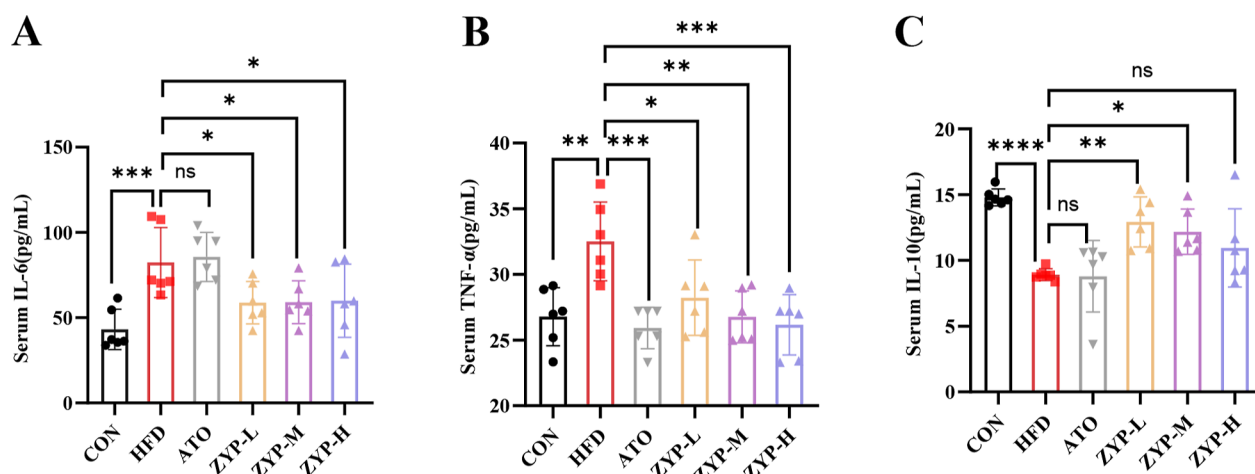 A
Serum IL-6(pg/mL)
150
100
50
0
***
ns
*
*
*
CON
HFD
ATO
ZYP-L
ZYP-M
ZYP-H
B
Serum TNF-α(pg/mL)
40
35
30
25
20
**
***
*
**
***
CON
HFD
ATO
ZYP-L
ZYP-M
ZYP-H
C
Serum IL-10(pg/mL)
20
15
10
5
0
****
ns
**
*
ns
CON
HFD
ATO
ZYP-L
ZYP-M
ZYP-H